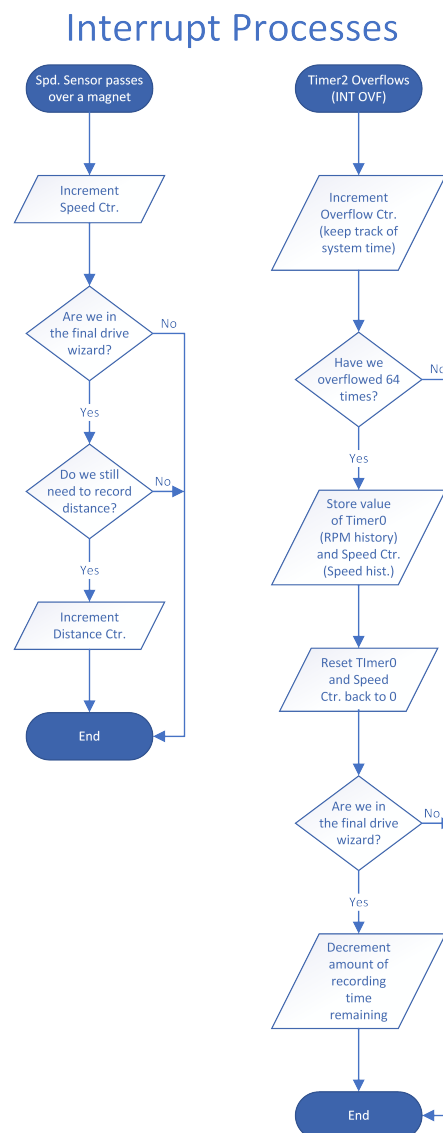 Interrupt Processes
Spd. Sensor passes
over a magnet
Increment
Speed Ctr.
Are we in
the final drive
wizard?
No
Yes
Do we still
need to record
distance?
No
Yes
Increment
Distance Ctr.
End
Timer2 Overflows
(INT OVF)
Increment
Overflow Ctr.
(keep track of
system time)
Have we
overflowed 64
times?
No
Yes
Store value
of Timer0
(RPM history)
and Speed Ctr.
(Speed hist.)
Reset TImer0
and Speed
Ctr. back to 0
Are we in
the final drive
wizard?
No
Yes
Decrement
amount of
recording
time
remaining
End